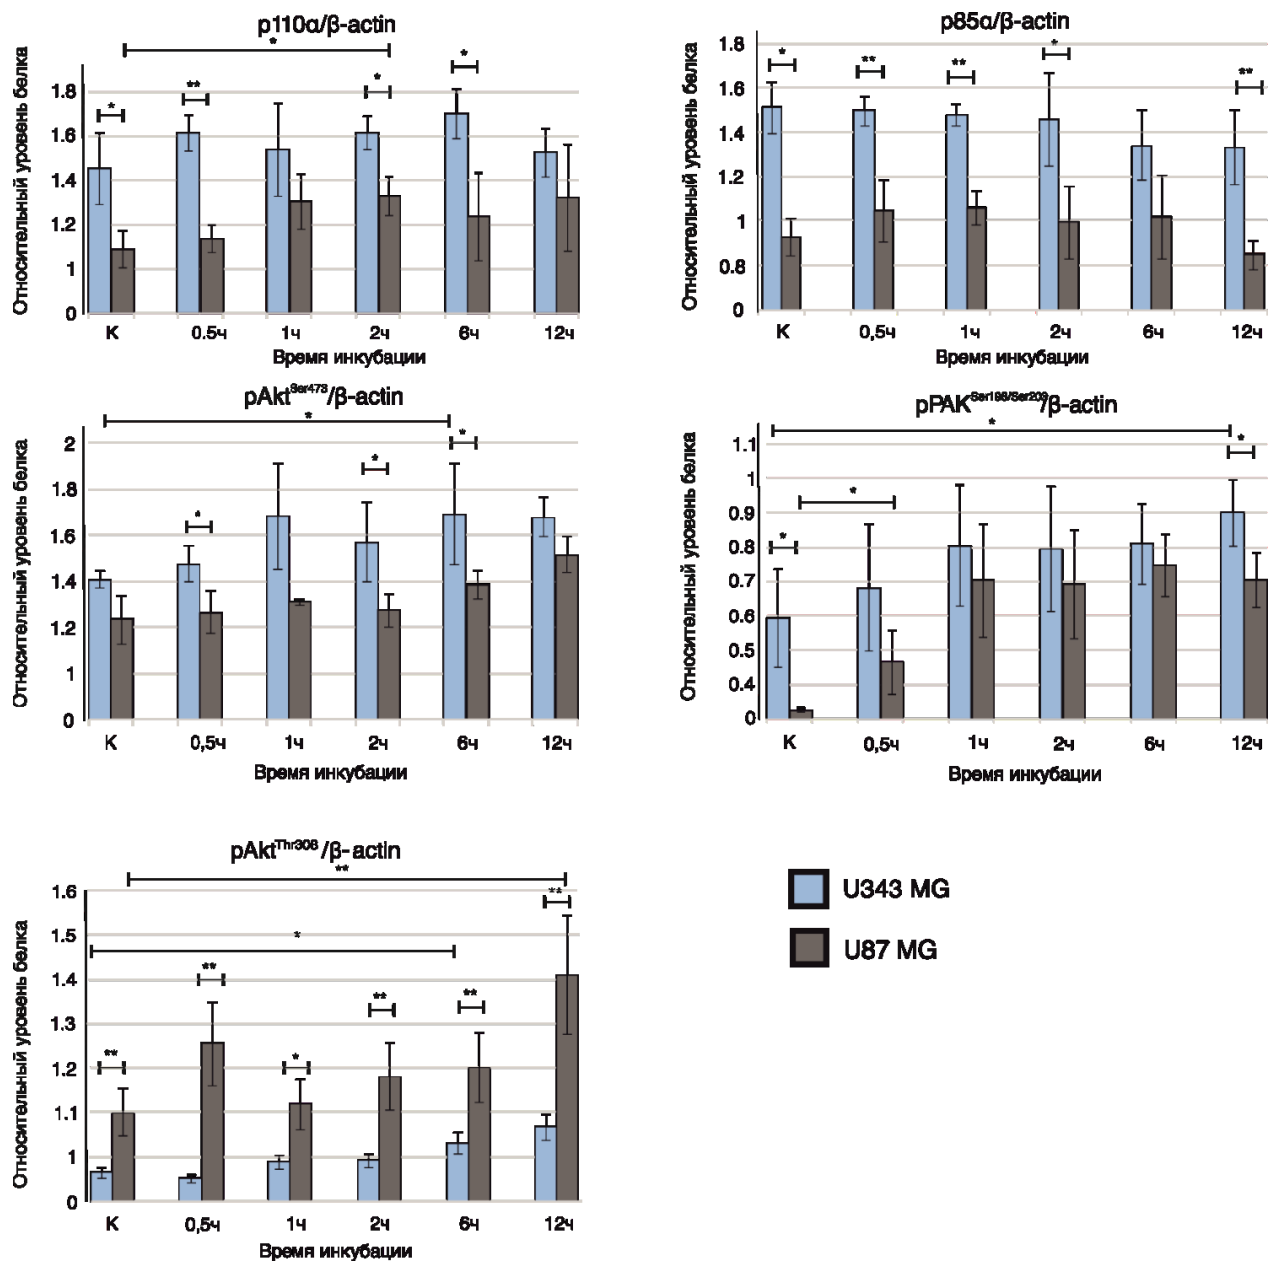 p110α/β-actin
*
Относительный уровень белка
1.8
1.6
1.4
1.2
1
0
* ** * *
К 0.5ч 1ч 2ч 6ч 12ч
Время инкубации
p85α/β-actin
Относительный уровень белка
1.8
1.6
1.4
1.2
1
0.8
0
* ** ** * **
К 0,5ч 1ч 2ч 6ч 12ч
Время инкубации
pAkt^Ser473/β-actin
*
Относительный уровень белка
2
1.8
1.6
1.4
1.2
1
0
* * *
К 0,5ч 1ч 2ч 6ч 12ч
Время инкубации
pPAK^Ser198/Ser203/β-actin
*
Относительный уровень белка
1.1
1
0.9
0.8
0.7
0.6
0.5
0.4
0
* * *
К 0,5ч 1ч 2ч 6ч 12ч
Время инкубации
pAkt^Thr308/β-actin
**
Относительный уровень белка
1.6
1.5
1.4
1.3
1.2
1.1
1
0
*
** ** * ** ** **
К 0,5ч 1ч 2ч 6ч 12ч
Время инкубации
U343 MG
U87 MG